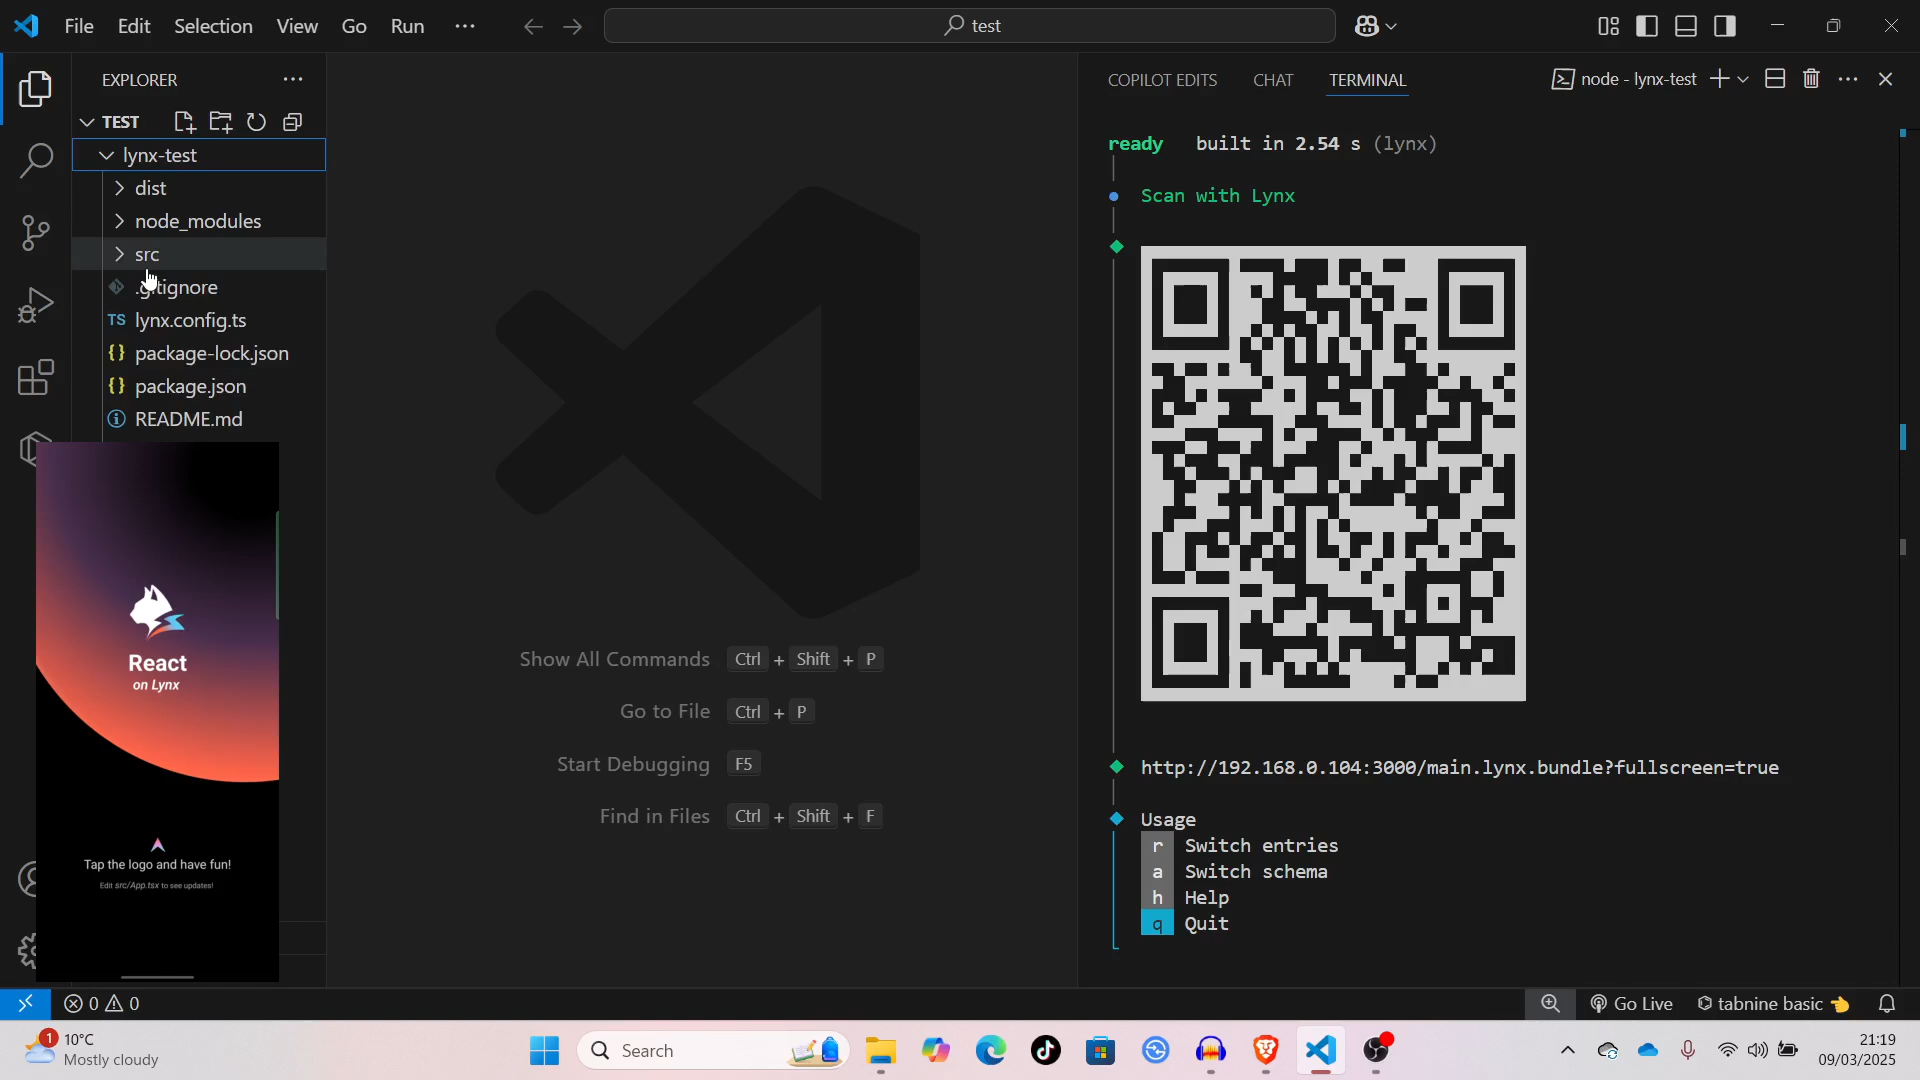 File Edit Selection View Go Run ··· test
EXPLORER ···
TEST
lynx-test
dist
node_modules
src
.gitignore
TS lynx.config.ts
{} package-lock.json
{} package.json
README.md
React
on Lynx
Tap the logo and have fun!
Edit src/App.tsx to see updates!
Show All Commands Ctrl + Shift + P
Go to File Ctrl + P
Start Debugging F5
Find in Files Ctrl + Shift + F
COPILOT EDITS CHAT TERMINAL node - lynx-test
ready built in 2.54 s (lynx)
Scan with Lynx
http://192.168.0.104:3000/main.lynx.bundle?fullscreen=true
Usage
r Switch entries
a Switch schema
h Help
q Quit
0 0 Go Live tabnine basic
1 10°C
Mostly cloudy
Search
21:19
09/03/2025